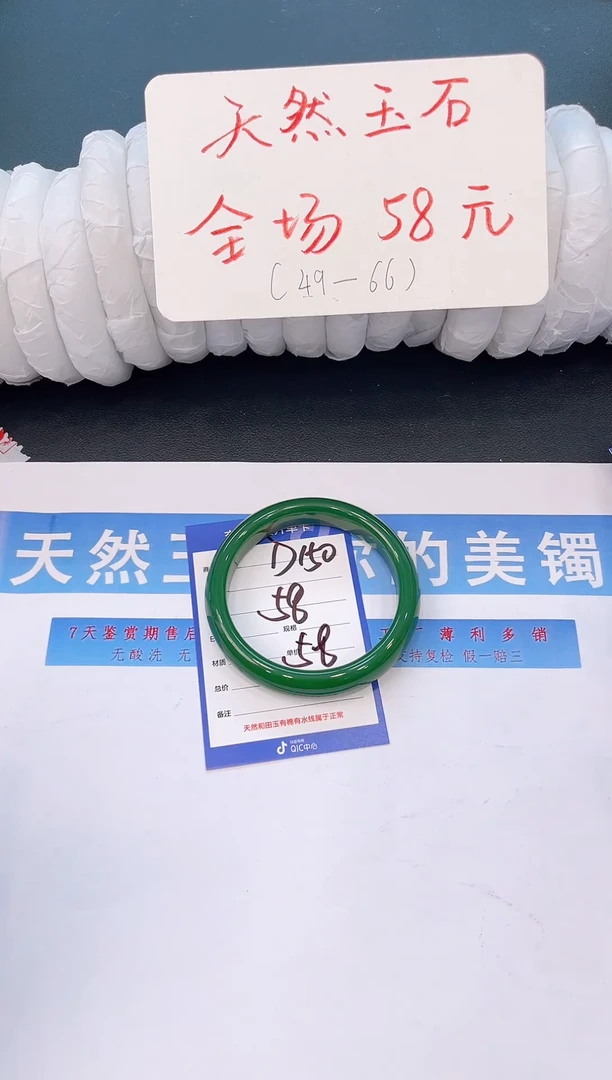 天然玉石
全场 58元
(49-66)
天然 的美镯
7天鉴赏期售后 薄利多销
无酸洗 无 支持复检 假一赔三
D150
58
规格
单价 58
材质
总价
备注
天然和田玉有棉有水线属于正常
QIC中心